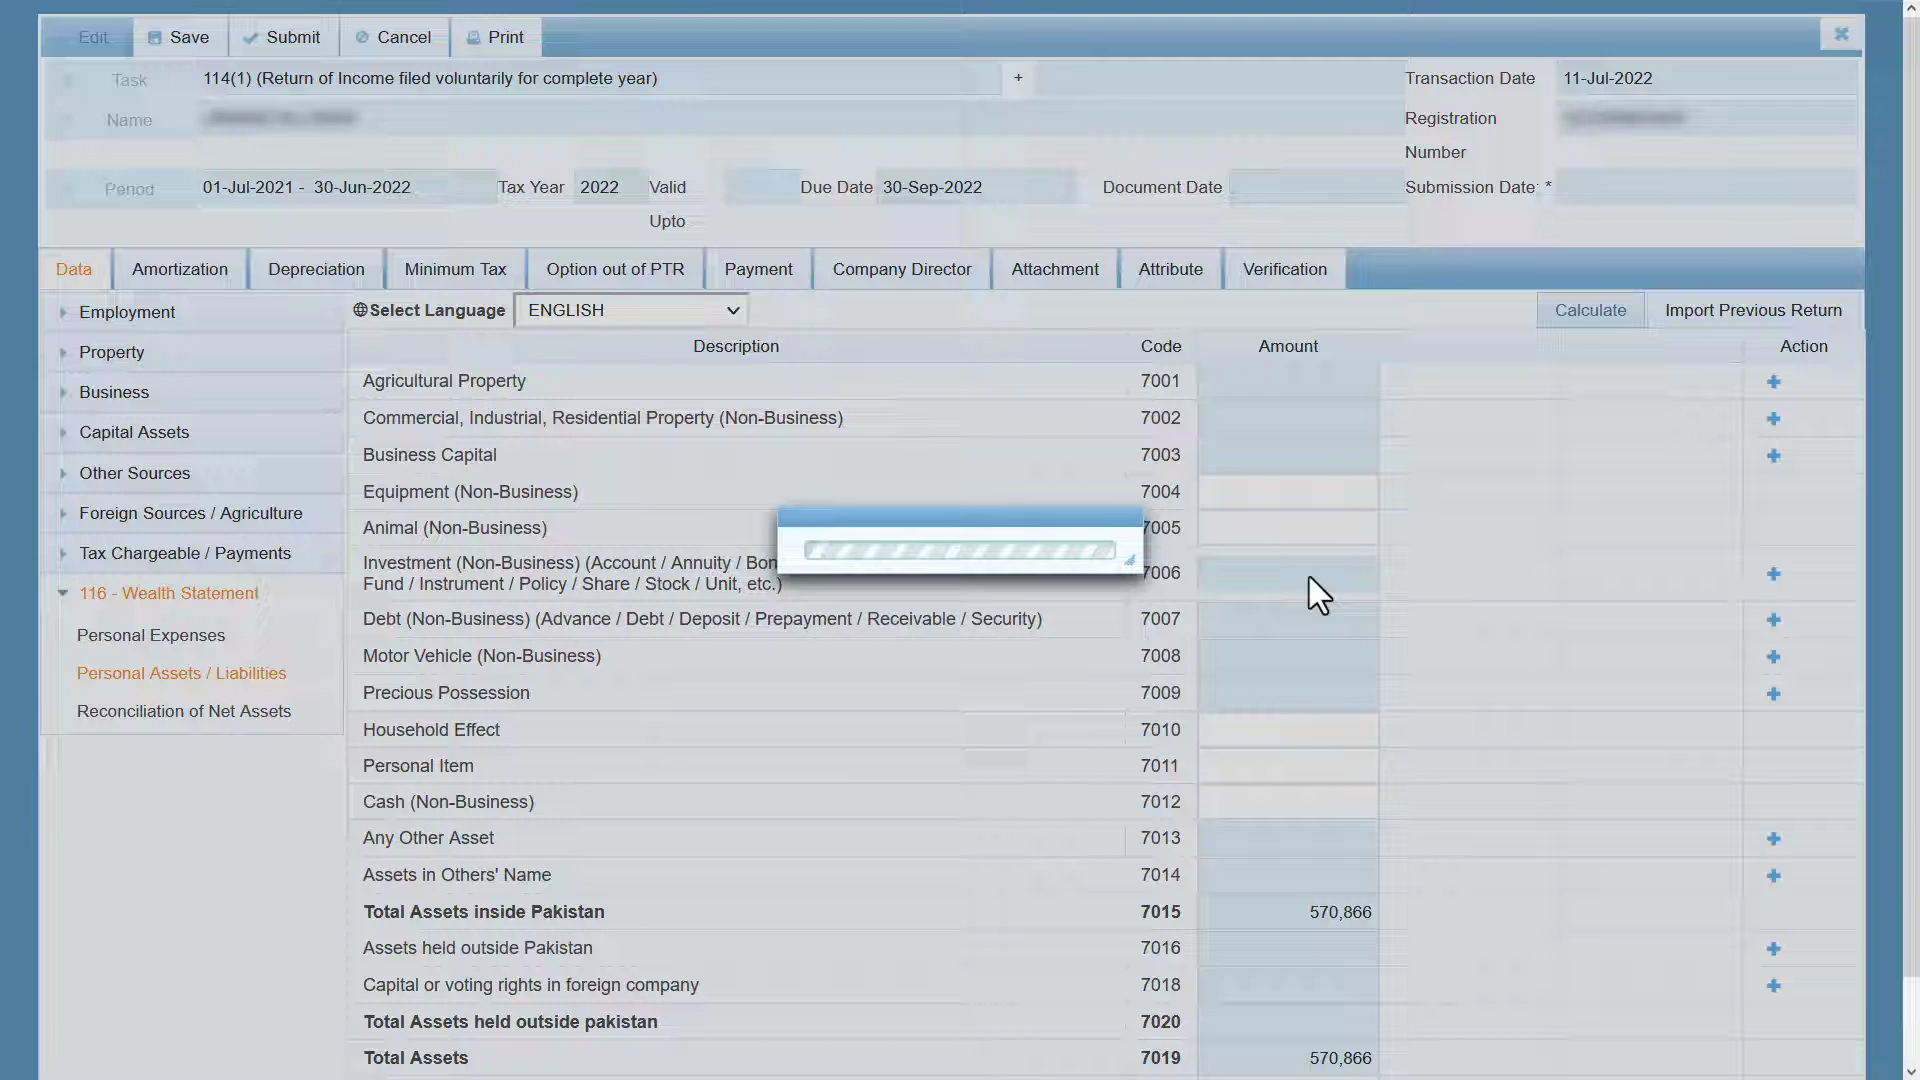 Edit Save Submit Cancel Print
Task 114(1) (Return of Income filed voluntarily for complete year) + Transaction Date 11-Jul-2022
Name Registration
Number
Period 01-Jul-2021 - 30-Jun-2022 Tax Year 2022 Valid Due Date 30-Sep-2022 Document Date Submission Date: *
Upto
Data Amortization Depreciation Minimum Tax Option out of PTR Payment Company Director Attachment Attribute Verification
Select Language ENGLISH Calculate Import Previous Return
Employment
Property
Business
Capital Assets
Other Sources
Foreign Sources / Agriculture
Tax Chargeable / Payments
116 - Wealth Statement
Personal Expenses
Personal Assets / Liabilities
Reconciliation of Net Assets
Description Code Amount Action
Agricultural Property 7001
Commercial, Industrial, Residential Property (Non-Business) 7002
Business Capital 7003
Equipment (Non-Business) 7004
Animal (Non-Business) 7005
Investment (Non-Business) (Account / Annuity /
Fund / Instrument / Policy / Share / Stock / Unit, etc.) 7006
Debt (Non-Business) (Advance / Debt / Deposit / Prepayment / Receivable / Security) 7007
Motor Vehicle (Non-Business) 7008
Precious Possession 7009
Household Effect 7010
Personal Item 7011
Cash (Non-Business) 7012
Any Other Asset 7013
Assets in Others' Name 7014
Total Assets inside Pakistan 7015 570,866
Assets held outside Pakistan 7016
Capital or voting rights in foreign company 7018
Total Assets held outside pakistan 7020
Total Assets 7019 570,866